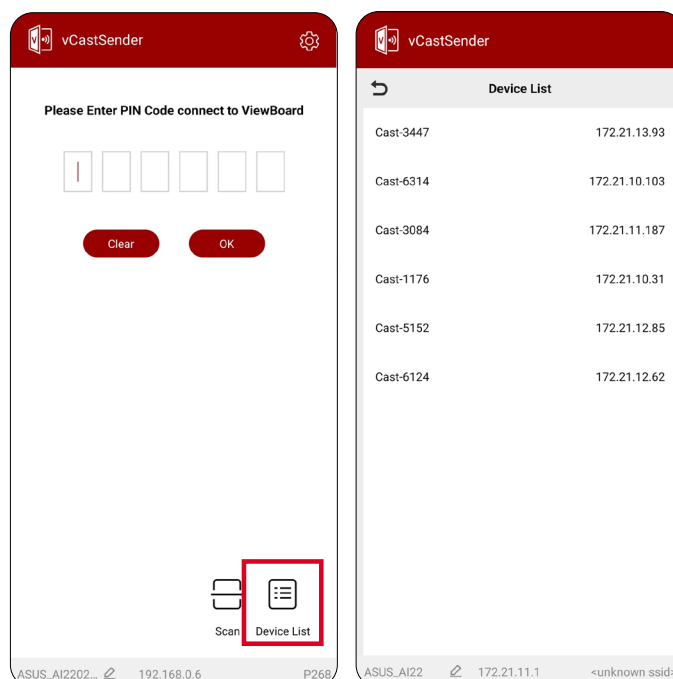 vCastSender
Please Enter PIN Code connect to ViewBoard
Clear
OK
Scan
Device List
ASUS_AI2202...
192.168.0.6
P268
vCastSender
Device List
Cast-3447 172.21.13.93
Cast-6314 172.21.10.103
Cast-3084 172.21.11.187
Cast-1176 172.21.10.31
Cast-5152 172.21.12.85
Cast-6124 172.21.12.62
ASUS_AI22
172.21.11.1
<unknown ssid>